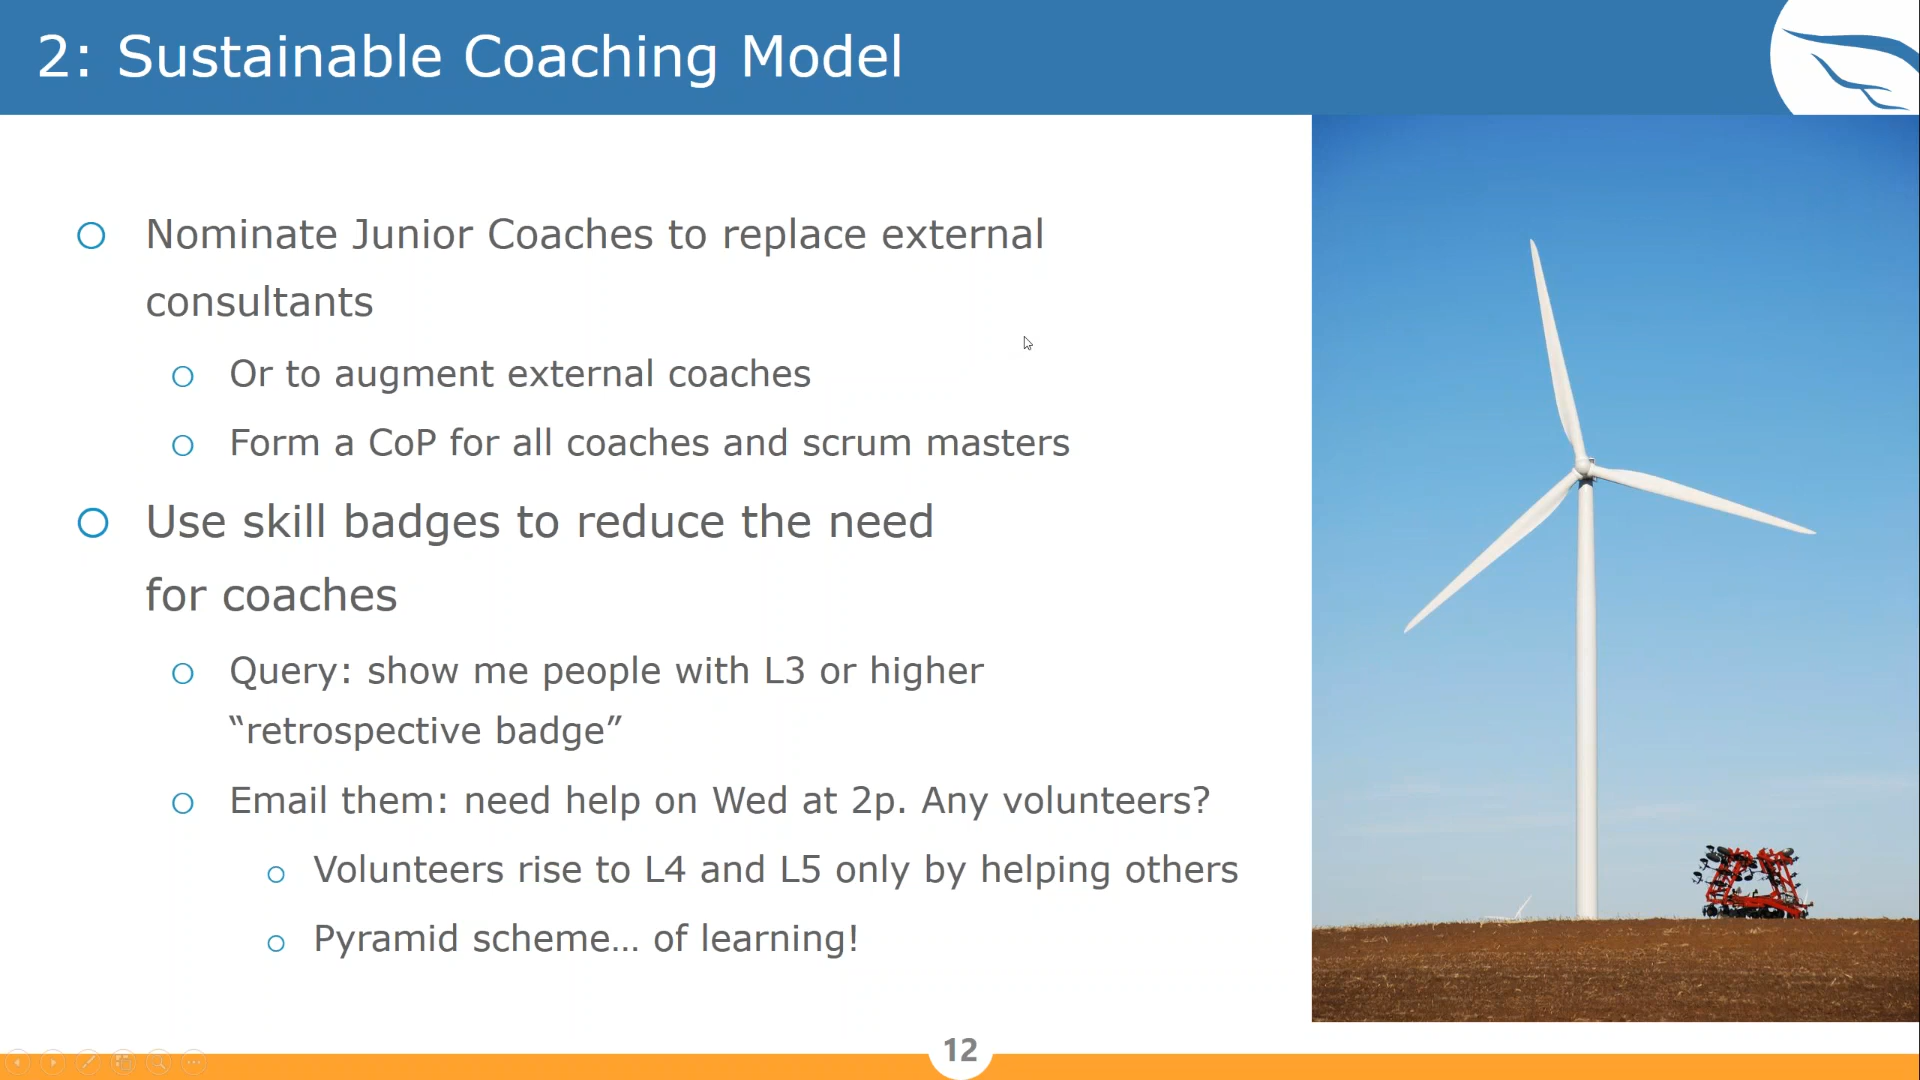 2: Sustainable Coaching Model
Nominate Junior Coaches to replace external
consultants
Or to augment external coaches
Form a CoP for all coaches and scrum masters
Use skill badges to reduce the need
for coaches
Query: show me people with L3 or higher
“retrospective badge”
Email them: need help on Wed at 2p. Any volunteers?
Volunteers rise to L4 and L5 only by helping others
Pyramid scheme… of learning!
12